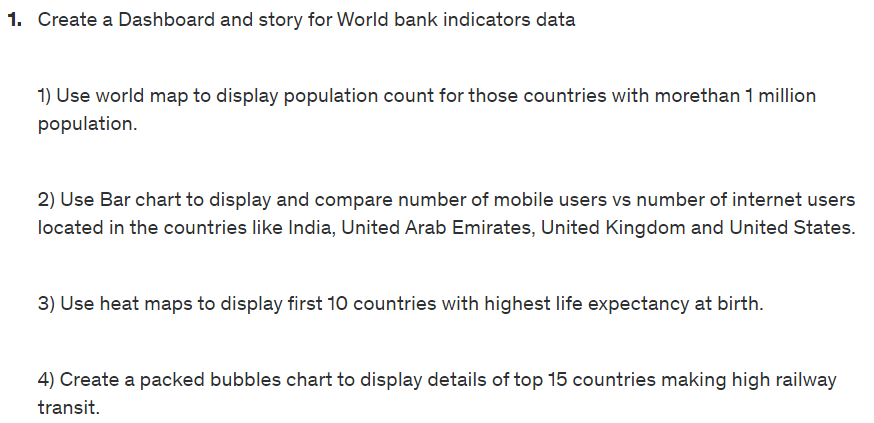 1. Create a Dashboard and story for World bank indicators data
1) Use world map to display population count for those countries with morethan 1 million
population.
2) Use Bar chart to display and compare number of mobile users vs number of internet users
located in the countries like India, United Arab Emirates, United Kingdom and United States.
3) Use heat maps to display first 10 countries with highest life expectancy at birth.
4) Create a packed bubbles chart to display details of top 15 countries making high railway
transit.